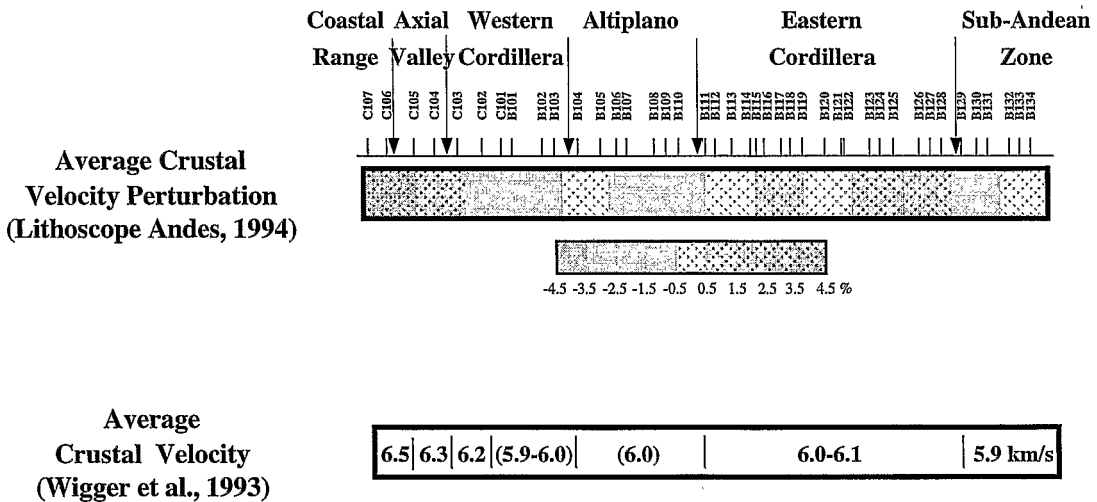 Coastal Axial Western Altiplano Eastern Sub-Andean
Range Valley Cordillera Cordillera Zone
C107 C106 C105 C104 C103 C102 C101 B101 B102 B103 B104 B105 B106 B107 B108 B109 B110 B111 B112 B113 B114 B115 B116 B117 B118 B119 B120 B121 B122 B123 B124 B125 B126 B127 B128 B129 B130 B131 B132 B133 B134
Average Crustal
Velocity Perturbation
(Lithoscope Andes, 1994)
-4.5 -3.5 -2.5 -1.5 -0.5 0.5 1.5 2.5 3.5 4.5 %
Average
Crustal Velocity
(Wigger et al., 1993)
6.5 6.3 6.2 (5.9-6.0) (6.0) 6.0-6.1 5.9 km/s